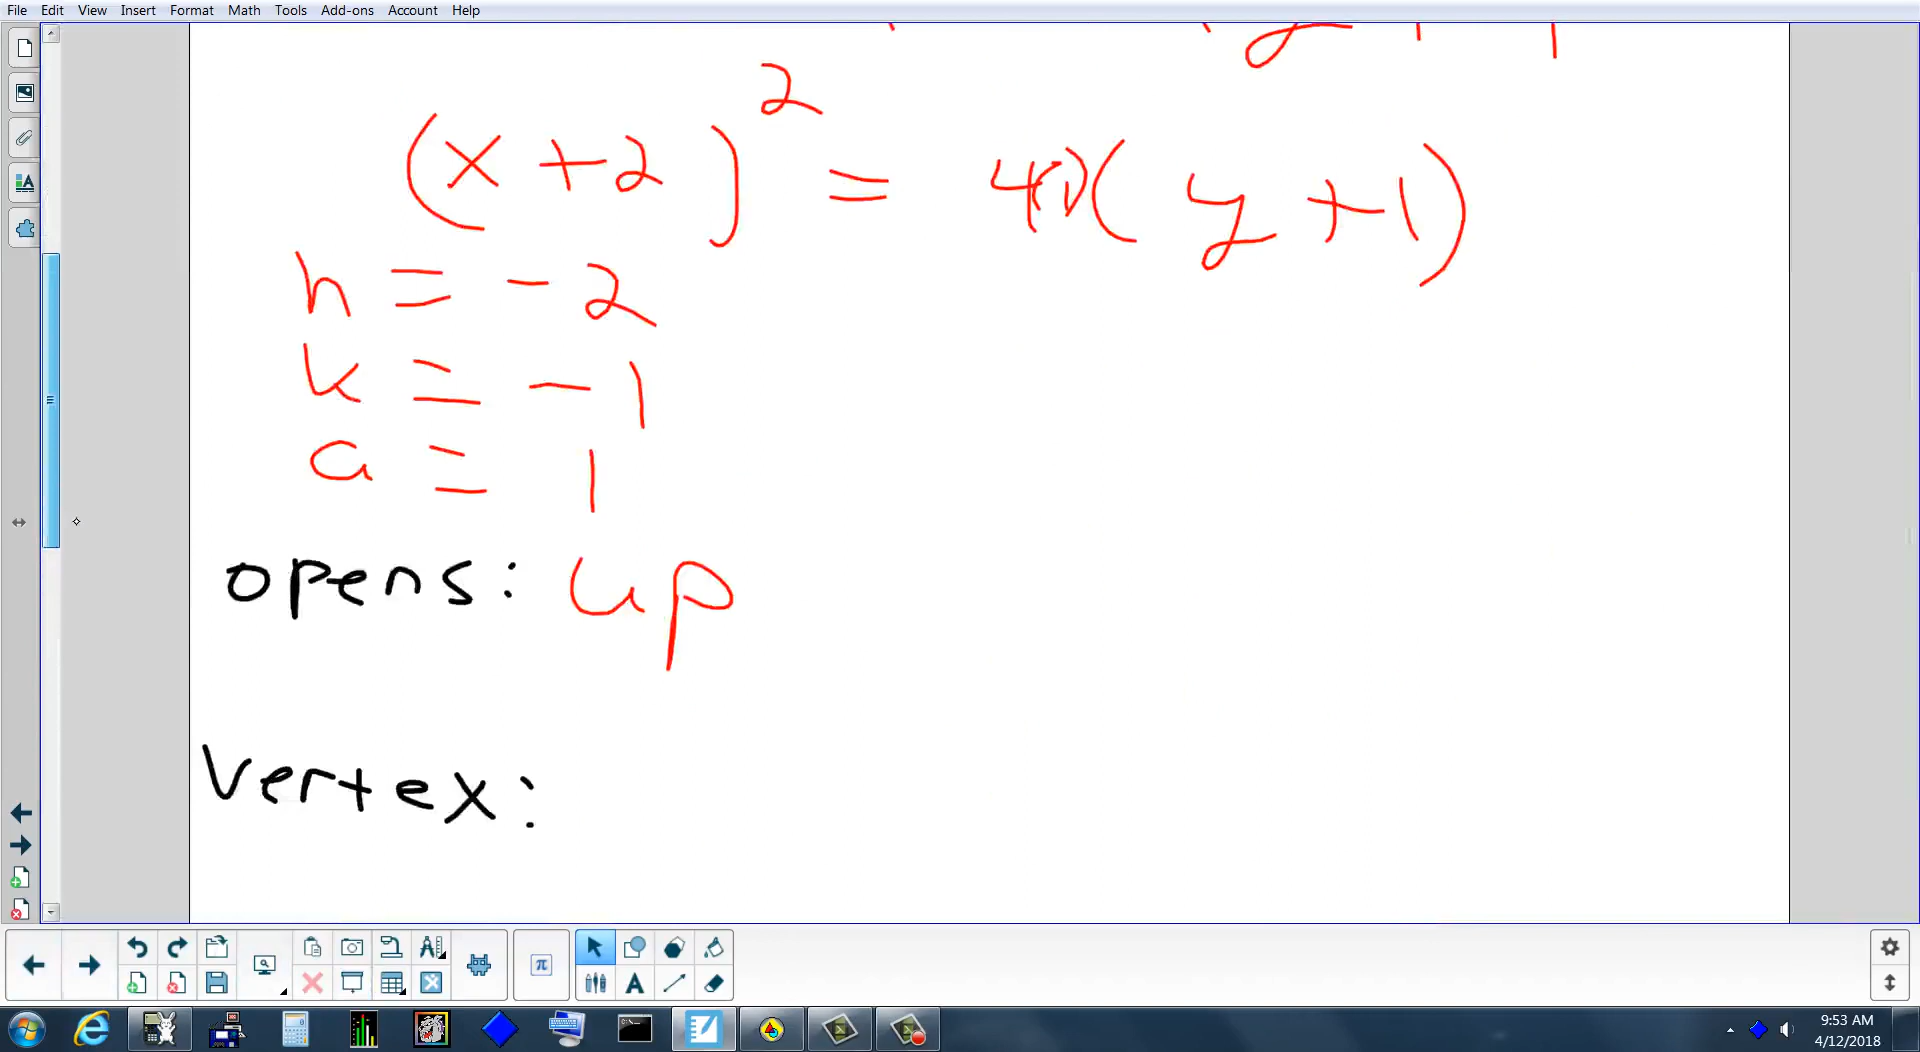 File Edit View Insert Format Math Tools Add-ons Account Help
y + 1
(x + 2)² = 4(1)(y + 1)
h = -2
k = -1
a = 1
opens: up
Vertex:
9:53 AM
4/12/2018